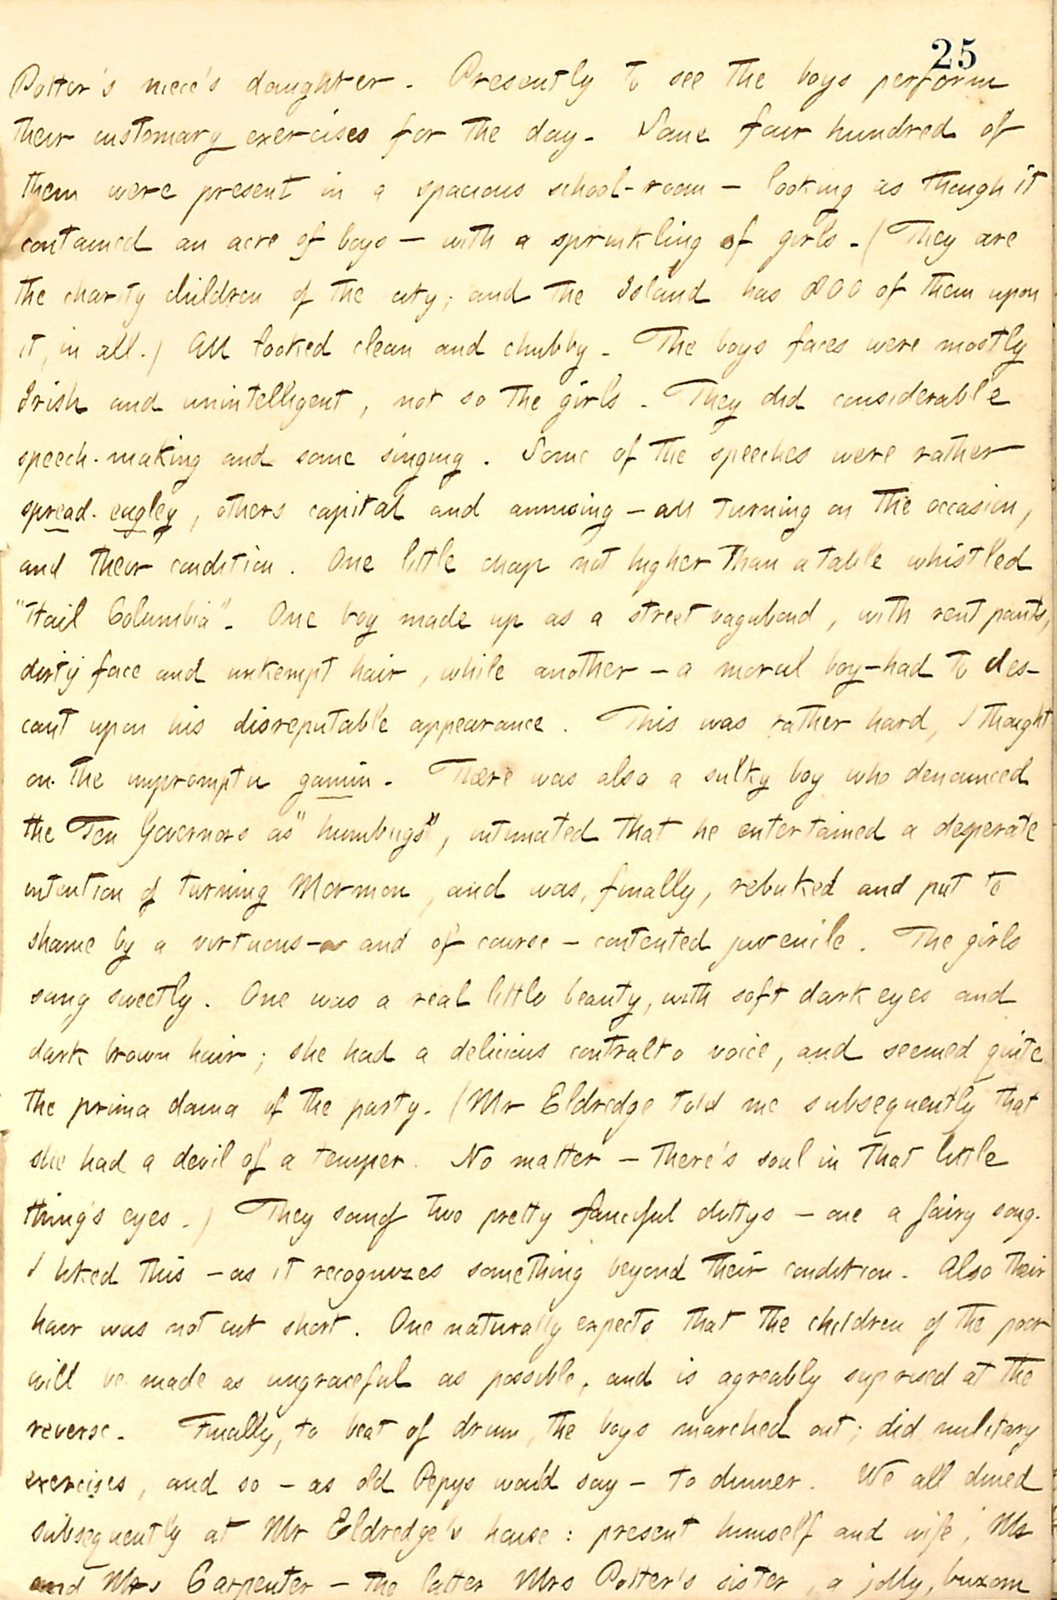 25
Potter's niece's daughter. Presently to see the boys perform
their customary exercises for the day. Some four hundred of
them were present in a spacious school-room — looking as though it
contained an acre of boys — with a sprinkling of girls. (They are
the charity children of the city; and the Island has 800 of them upon
it, in all.) All looked clean and chubby. The boys faces were mostly
Irish and unintelligent, not so the girls. They did considerable
speech-making and some singing. Some of the speeches were rather
spread-eagley, others capital and amusing — all turning on the occasion,
and their condition. One little chap not higher than a table whistled
"Hail Columbia". One boy made up as a street vagabond, with rent pants,
dirty face and unkempt hair, while another — a moral boy — had to des-
cant upon his disreputable appearance. This was rather hard, I thought
on the impromptu gamin. There was also a sulky boy who denounced
the Ten Governors as "humbugs", intimated that he entertained a desperate
intention of turning Mormon, and was, finally, rebuked and put to
shame by a virtuous — and of course — contented juvenile. The girls
sang sweetly. One was a real little beauty, with soft dark eyes and
dark brown hair; she had a delicious contralto voice, and seemed quite
the prima dama of the party. (Mr Eldredge told me subsequently that
she had a devil of a temper. No matter — there's soul in that little
thing's eyes.) They sang two pretty fanciful dittys — one a fairy song.
I liked this — as it recognizes something beyond their condition. Also their
hair was not cut short. One naturally expects that the children of the poor
will be made as ungraceful as possible, and is agreably suprised at the
reverse. Finally, to beat of drum, the boys marched out; did military
exercises, and so — as old Pepys would say — to dinner. We all dined
subsequently at Mr Eldredge's house: present himself and wife, Mr
and Mrs Carpenter — the latter Mrs Potter's sister, a jolly, buxom